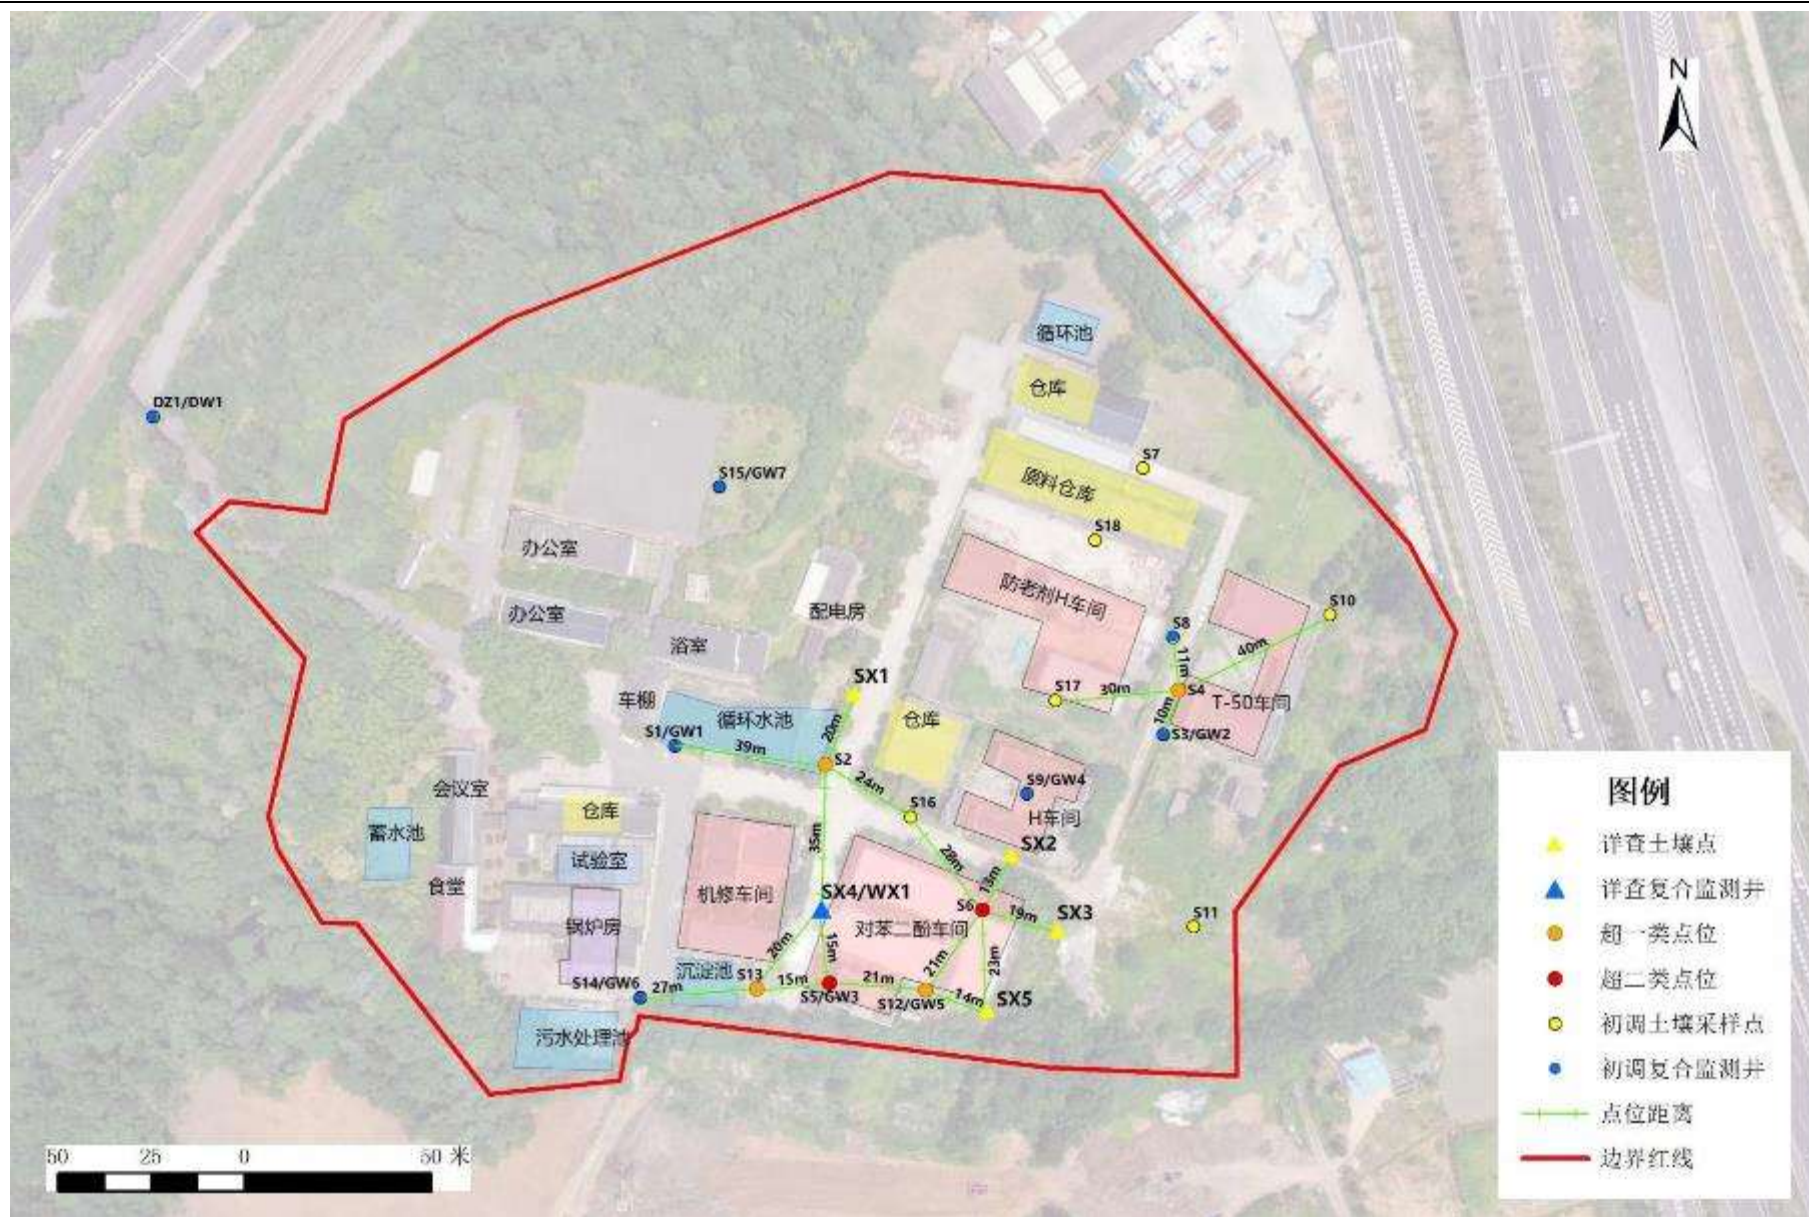 N
循环池
仓库
DZ1/DW1
S7
S15/GW7
原料仓库
S18
办公室
防老剂H车间
办公室
配电房
S10
S8
浴室
11m
40m
SX1
S17
30m
S4
车棚
循环水池
20m
仓库
10m
T-50车间
S1/GW1
39m
S3/GW2
S2
24m
会议室
S9/GW4
仓库
S16
H车间
蓄水池
35m
28m
SX2
试验室
13m
食堂
机修车间
SX4/WX1
S6
19m
SX3
S11
锅炉房
对苯二酚车间
20m
15m
21m
23m
沉淀池
S13
S14/GW6
27m
15m
S5/GW3
21m
S12/GW5
14m
SX5
污水处理池
图例
详查土壤点
详查复合监测井
超一类点位
超二类点位
初调土壤采样点
初调复合监测井
点位距离
边界红线
50 25 0 50 米